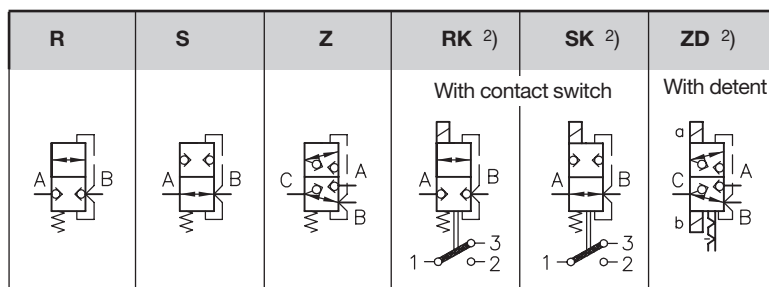 R S Z RK 2) SK 2) ZD 2)
With contact switch With detent
a
A B
A B
C A B
A B
A B
C A B
b
1 3 2
1 3 2